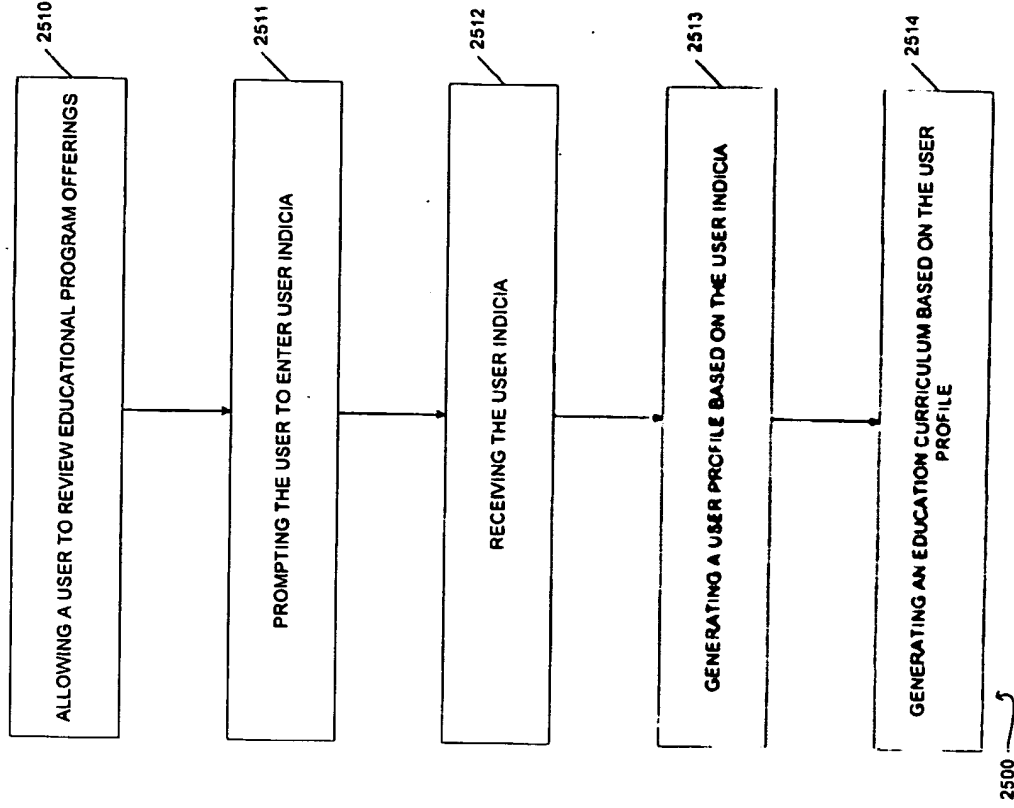 2510
ALLOWING A USER TO REVIEW EDUCATIONAL PROGRAM OFFERINGS
2511
PROMPTING THE USER TO ENTER USER INDICIA
2512
RECEIVING THE USER INDICIA
2513
GENERATING A USER PROFILE BASED ON THE USER INDICIA
2514
GENERATING AN EDUCATION CURRICULUM BASED ON THE USER
PROFILE
2500